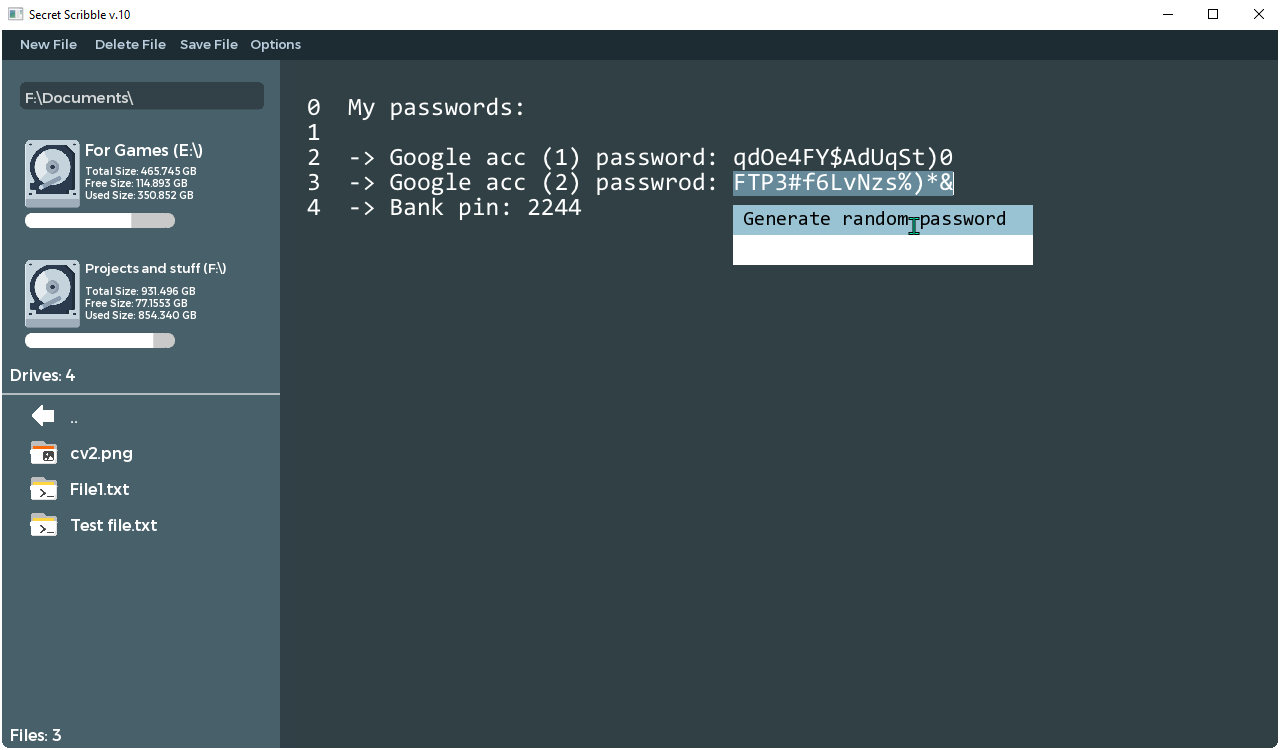 Secret Scribble v.10
New File Delete File Save File Options
F:\Documents\
For Games (E:\)
Total Size: 465.745 GB
Free Size: 114.893 GB
Used Size: 350.852 GB
Projects and stuff (F:\)
Total Size: 931.496 GB
Free Size: 77.1553 GB
Used Size: 854.340 GB
Drives: 4
..
cv2.png
File1.txt
Test file.txt
Files: 3
0 My passwords:
1
2 -> Google acc (1) password: qdOe4FY$AdUqSt)0
3 -> Google acc (2) passwrod: FTP3#f6LvNzs%)*&
4 -> Bank pin: 2244
Generate random password